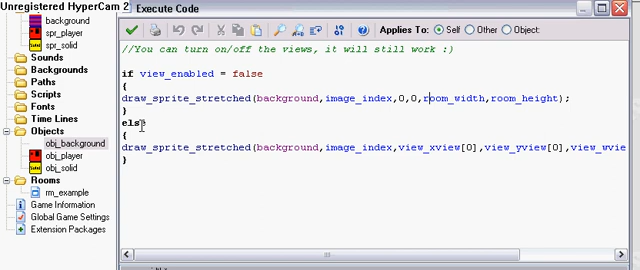 Unregistered HyperCam 2
Execute Code
Applies To: Self Other Object:
background
spr_player
spr_solid
Sounds
Backgrounds
Paths
Scripts
Fonts
Time Lines
Objects
obj_background
obj_player
obj_solid
Rooms
rm_example
Game Information
Global Game Settings
Extension Packages
//You can turn on/off the views, it will still work :)
if view_enabled = false
{
draw_sprite_stretched(background,image_index,0,0,room_width,room_height);
}
else
{
draw_sprite_stretched(background,image_index,view_xview[0],view_yview[0],view_wvie
}